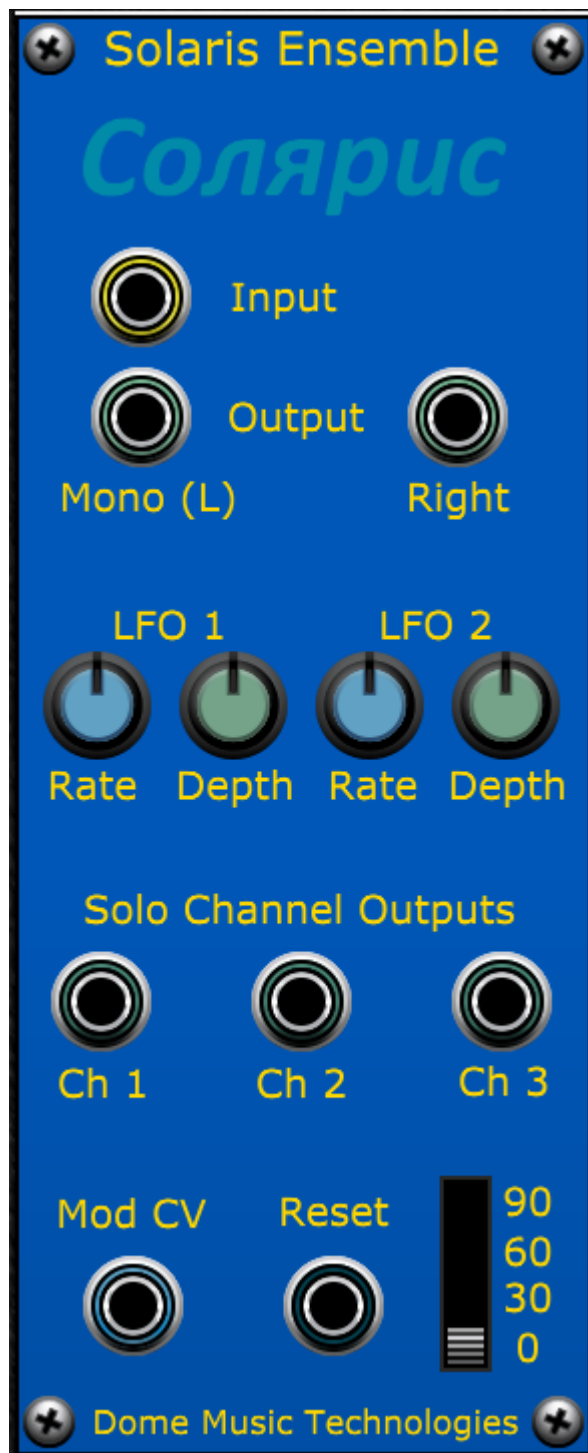 Solaris Ensemble
Солярис
Input
Output
Mono (L) Right
LFO 1 LFO 2
Rate Depth Rate Depth
Solo Channel Outputs
Ch 1 Ch 2 Ch 3
Mod CV Reset
90
60
30
0
Dome Music Technologies